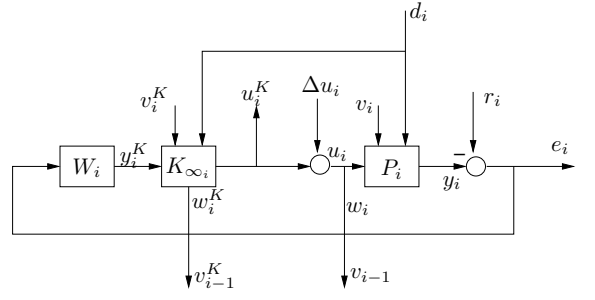 d_i
v_i^K
u_i^K
Δu_i
v_i
r_i
W_i
y_i^K
K_{∞_i}
u_i
P_i
y_i
−
e_i
w_i^K
w_i
v_{i−1}^K
v_{i−1}